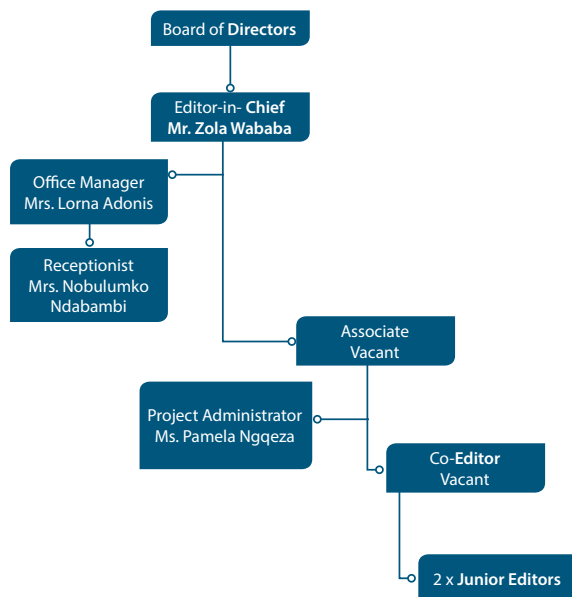 Board of Directors
Editor-in- Chief
Mr. Zola Wababa
Office Manager
Mrs. Lorna Adonis
Receptionist
Mrs. Nobulumko
Ndabambi
Associate
Vacant
Project Administrator
Ms. Pamela Ngqeza
Co-Editor
Vacant
2 x Junior Editors